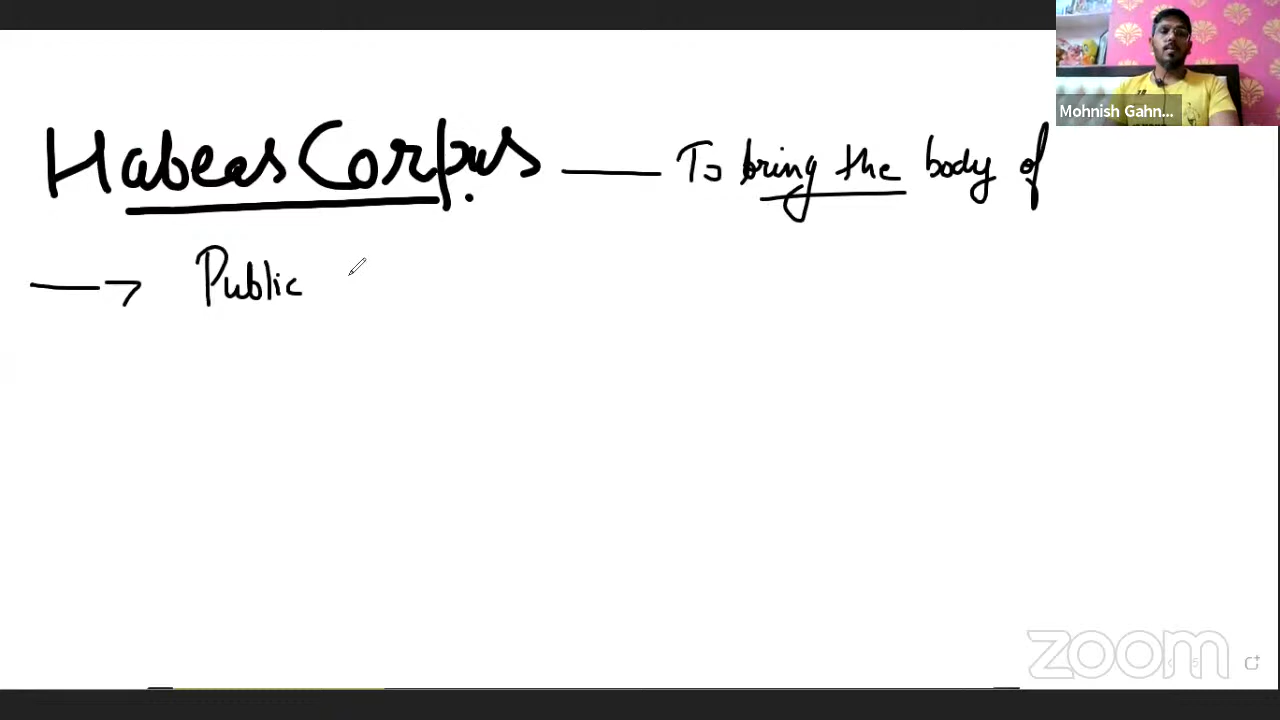 Habeas Corpus — To bring the body of
→ Public
Mohnish Gahn...
zoom